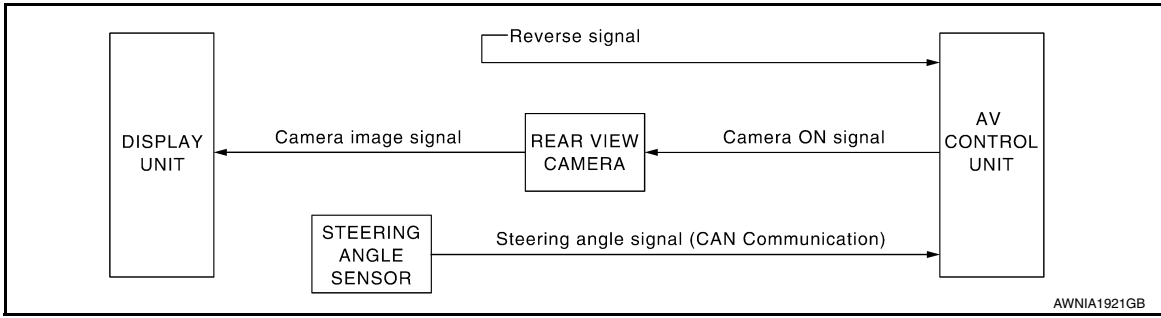 Reverse signal
DISPLAY
UNIT
Camera image signal
REAR VIEW
CAMERA
Camera ON signal
AV
CONTROL
UNIT
STEERING
ANGLE
SENSOR
Steering angle signal (CAN Communication)
AWNIA1921GB